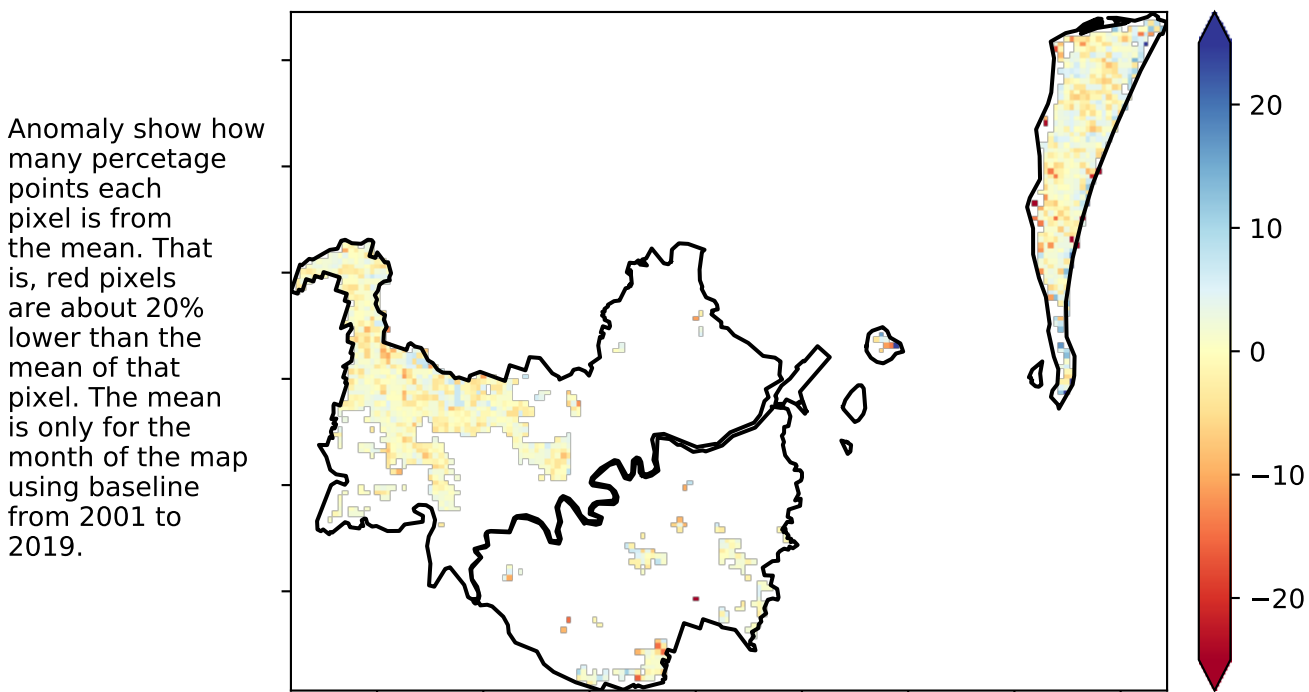 Anomaly show how
many percetage
points each
pixel is from
the mean. That
is, red pixels
are about 20%
lower than the
mean of that
pixel. The mean
is only for the
month of the map
using baseline
from 2001 to
2019.
20
10
0
−10
−20